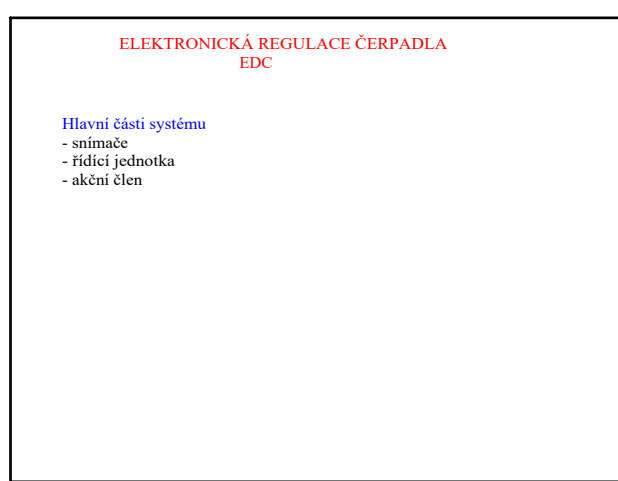 ELEKTRONICKÁ REGULACE ČERPADLA
EDC
Hlavní části systému
- snímače
- řídící jednotka
- akční člen